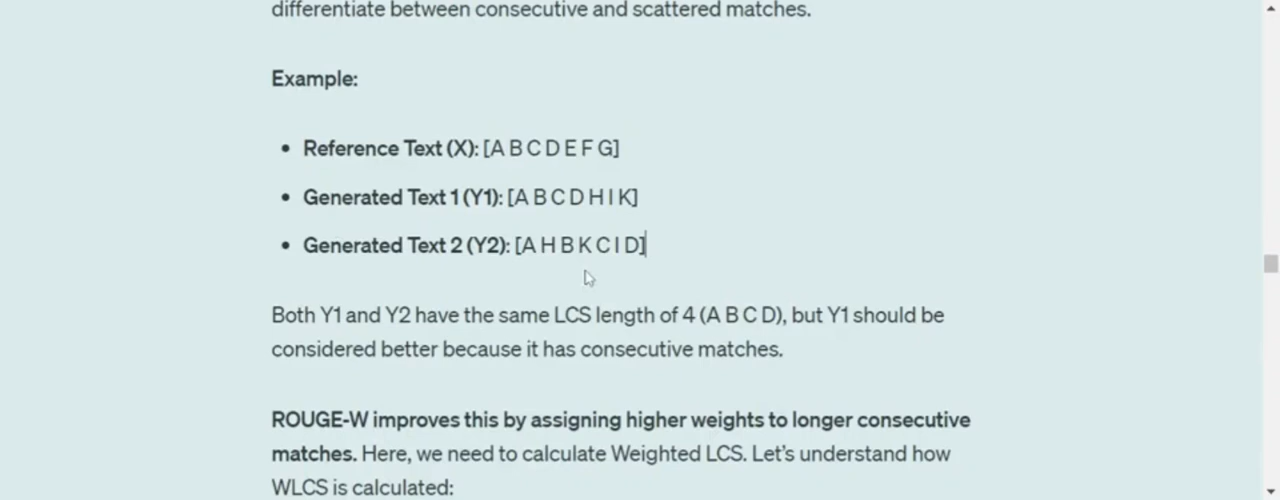 differentiate between consecutive and scattered matches.
Example:
• Reference Text (X): [A B C D E F G]
• Generated Text 1 (Y1): [A B C D H I K]
• Generated Text 2 (Y2): [A H B K C I D]
Both Y1 and Y2 have the same LCS length of 4 (A B C D), but Y1 should be
considered better because it has consecutive matches.
ROUGE-W improves this by assigning higher weights to longer consecutive
matches. Here, we need to calculate Weighted LCS. Let’s understand how
WLCS is calculated: